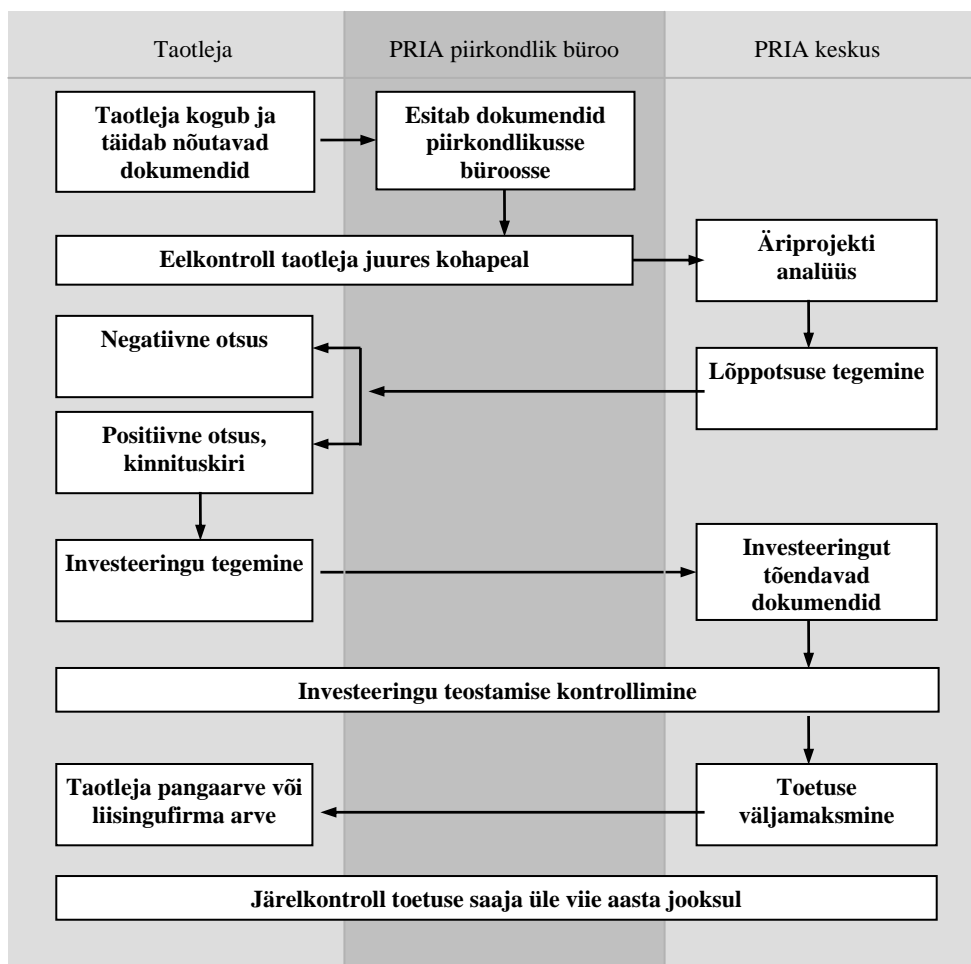 Taotleja
PRIA piirkondlik büroo
PRIA keskus
Taotleja kogub ja
täidab nõutavad
dokumendid
Esitab dokumendid
piirkondlikusse
büroosse
Eelkontroll taotleja juures kohapeal
Äriprojekti
analüüs
Negatiivne otsus
Lõppotsuse tegemine
Positiivne otsus,
kinnituskiri
Investeeringu tegemine
Investeeringut
tõendavad
dokumendid
Investeeringu teostamise kontrollimine
Taotleja pangaarve või
liisingufirma arve
Toetuse
väljamaksmine
Järelkontroll toetuse saaja üle viie aasta jooksul